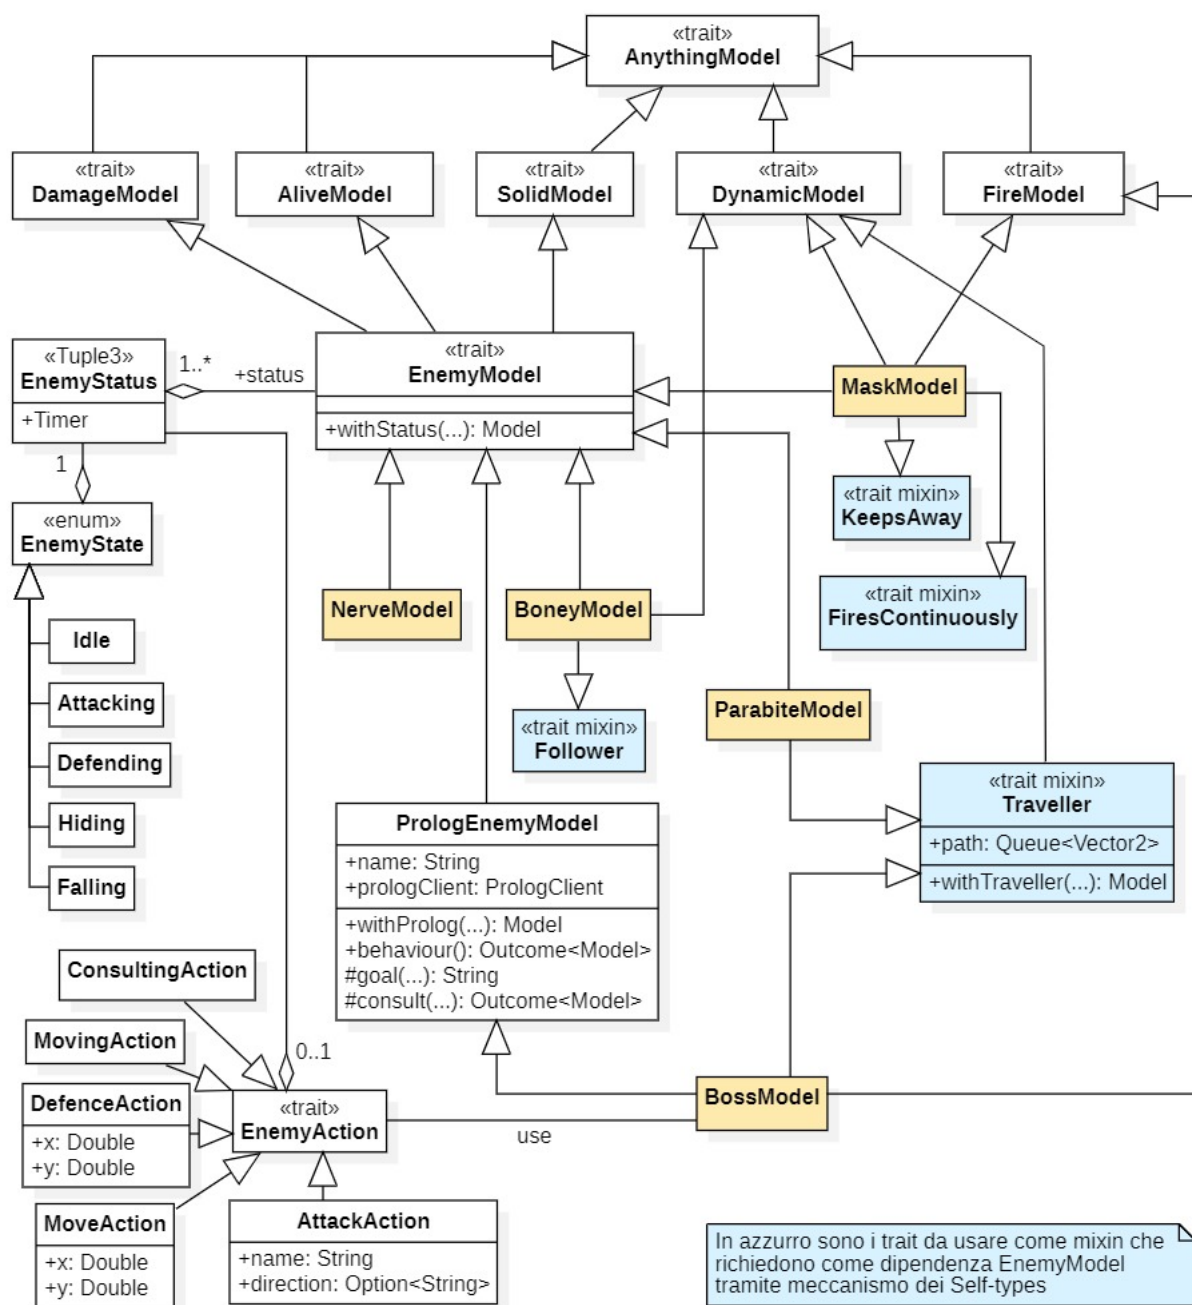 «trait»
AnythingModel
«trait»
DamageModel
«trait»
AliveModel
«trait»
SolidModel
«trait»
DynamicModel
«trait»
FireModel
«Tuple3»
EnemyStatus
+Timer
1..*
+status
«trait»
EnemyModel
+withStatus(...): Model
MaskModel
1
«enum»
EnemyState
«trait mixin»
KeepsAway
«trait mixin»
FiresContinuously
NerveModel
BoneyModel
Idle
Attacking
Defending
Hiding
Falling
«trait mixin»
Follower
ParabiteModel
«trait mixin»
Traveller
+path: Queue<Vector2>
+withTraveller(...): Model
PrologEnemyModel
+name: String
+prologClient: PrologClient
+withProlog(...): Model
+behaviour(): Outcome<Model>
#goal(...): String
#consult(...): Outcome<Model>
ConsultingAction
MovingAction
0..1
DefenceAction
+x: Double
+y: Double
«trait»
EnemyAction
use
BossModel
MoveAction
+x: Double
+y: Double
AttackAction
+name: String
+direction: Option<String>
In azzurro sono i trait da usare come mixin che
richiedono come dipendenza EnemyModel
tramite meccanismo dei Self-types